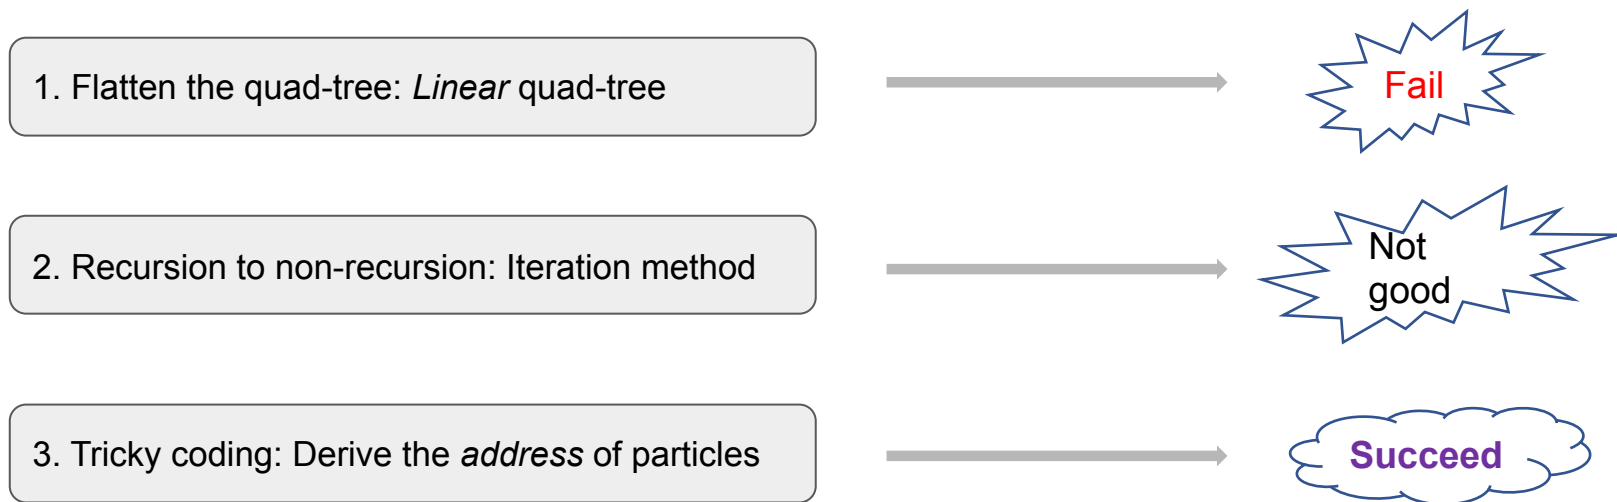 1. Flatten the quad-tree: Linear quad-tree
Fail
2. Recursion to non-recursion: Iteration method
Not
good
3. Tricky coding: Derive the address of particles
Succeed